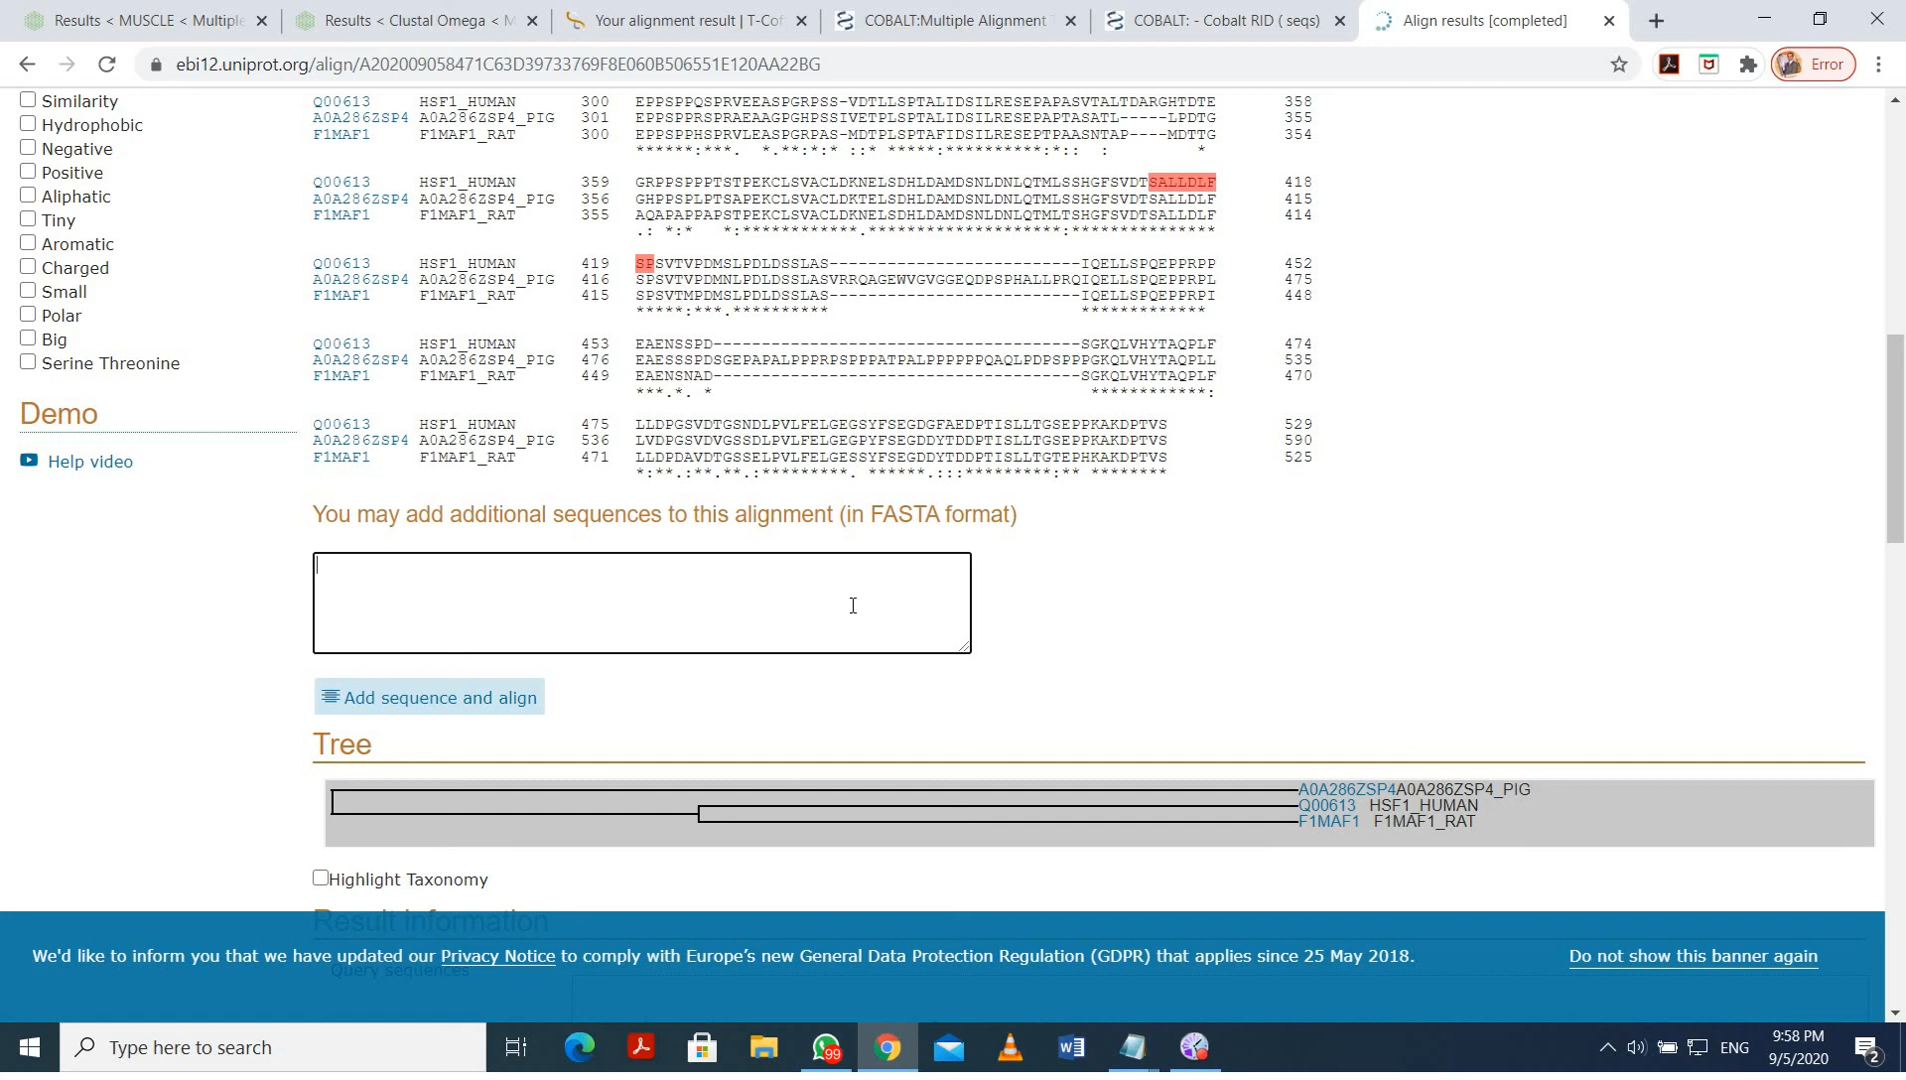 Results < MUSCLE < Multiple
Results < Clustal Omega < M
Your alignment result | T-Cof
COBALT:Multiple Alignment T
COBALT: - Cobalt RID ( seqs)
Align results [completed]
ebi12.uniprot.org/align/A202009058471C63D39733769F8E060B506551E120AA22BG
Error
Similarity
Hydrophobic
Negative
Positive
Aliphatic
Tiny
Aromatic
Charged
Small
Polar
Big
Serine Threonine
Demo
Help video
Q00613 HSF1_HUMAN 300 EPPSPPQSPRVEEASPGRPSS-VDTLLSPTALIDSILRESEPAPASVTALTDARGHTDTE 358
A0A286ZSP4 A0A286ZSP4_PIG 301 EPPSPPRSPRAEAAGPGHPSSIVETPLSPTALIDSILRESEPAPTASATL-----LPDTG 355
F1MAF1 F1MAF1_RAT 300 EPPSPPHSPRVLEASPGRPAS-MDTPLSPTAFIDSILRESEPTPAASNTAP----MDTTG 354
******:***. *.**:*:* ::* *****:**********:*:: : *
Q00613 HSF1_HUMAN 359 GRPPSPPPTSTPEKCLSVACLDKNELSDHLDAMDSNLDNLQTMLSSHGFSVDTSALLDLF 418
A0A286ZSP4 A0A286ZSP4_PIG 356 GHPPSPLPTSAPEKCLSVACLDKTELSDHLDAMDSNLDNLQTMLSSHGFSVDTSALLDLF 415
F1MAF1 F1MAF1_RAT 355 AQAPAPPAPSTPEKCLSVACLDKNELSDHLDAMDSNLDNLQTMLTSHGFSVDTSALLDLF 414
.: *:* *:************.********************:***************
Q00613 HSF1_HUMAN 419 SPSVTVPDMSLPDLDSSLAS-----------------------------IQELLSPQEPPRPP 452
A0A286ZSP4 A0A286ZSP4_PIG 416 SPSVTVPDMNLPDLDSSLASVRRQAGEWVGVGGEQDPSPHALLPRQIQELLSPQEPPRPL 475
F1MAF1 F1MAF1_RAT 415 SPSVTMPDMSLPDLDSSLAS-----------------------------IQELLSPQEPPRPI 448
*****:***.********** **************
Q00613 HSF1_HUMAN 453 EAENSSPD--------------------------------------SGKQLVHYTAQPLF 474
A0A286ZSP4 A0A286ZSP4_PIG 476 EAESSSPDSGEPAPALPPPRPSPPPATPALPPPPPPQAQLPDPSPPPGKQLVHYTAQPLL 535
F1MAF1 F1MAF1_RAT 449 EAENSNAD--------------------------------------SGKQLVHYTAQPLF 470
***.*. * ************:
Q00613 HSF1_HUMAN 475 LLDPGSVDTGSNDLPVLFELGEGSYFSEGDGFAEDPTISLLTGSEPPKAKDPTVS 529
A0A286ZSP4 A0A286ZSP4_PIG 536 LVDPGSVDVGSSDLPVLFELGEGPYFSEGDDYTDDPTISLLTGSEPPKAKDPTVS 590
F1MAF1 F1MAF1_RAT 471 LLDPDAVDTGSSELPVLFELGESSYFSEGDDYTDDPTISLLTGTEPHKAKDPTVS 525
*:**.:**.**.:*********. ******.:::*********:** ********
You may add additional sequences to this alignment (in FASTA format)
Add sequence and align
Tree
A0A286ZSP4A0A286ZSP4_PIG
Q00613 HSF1_HUMAN
F1MAF1 F1MAF1_RAT
Highlight Taxonomy
Result information
We'd like to inform you that we have updated our Privacy Notice to comply with Europe's new General Data Protection Regulation (GDPR) that applies since 25 May 2018.
Do not show this banner again
Query sequences
Type here to search
99
ENG
9:58 PM
9/5/2020
2